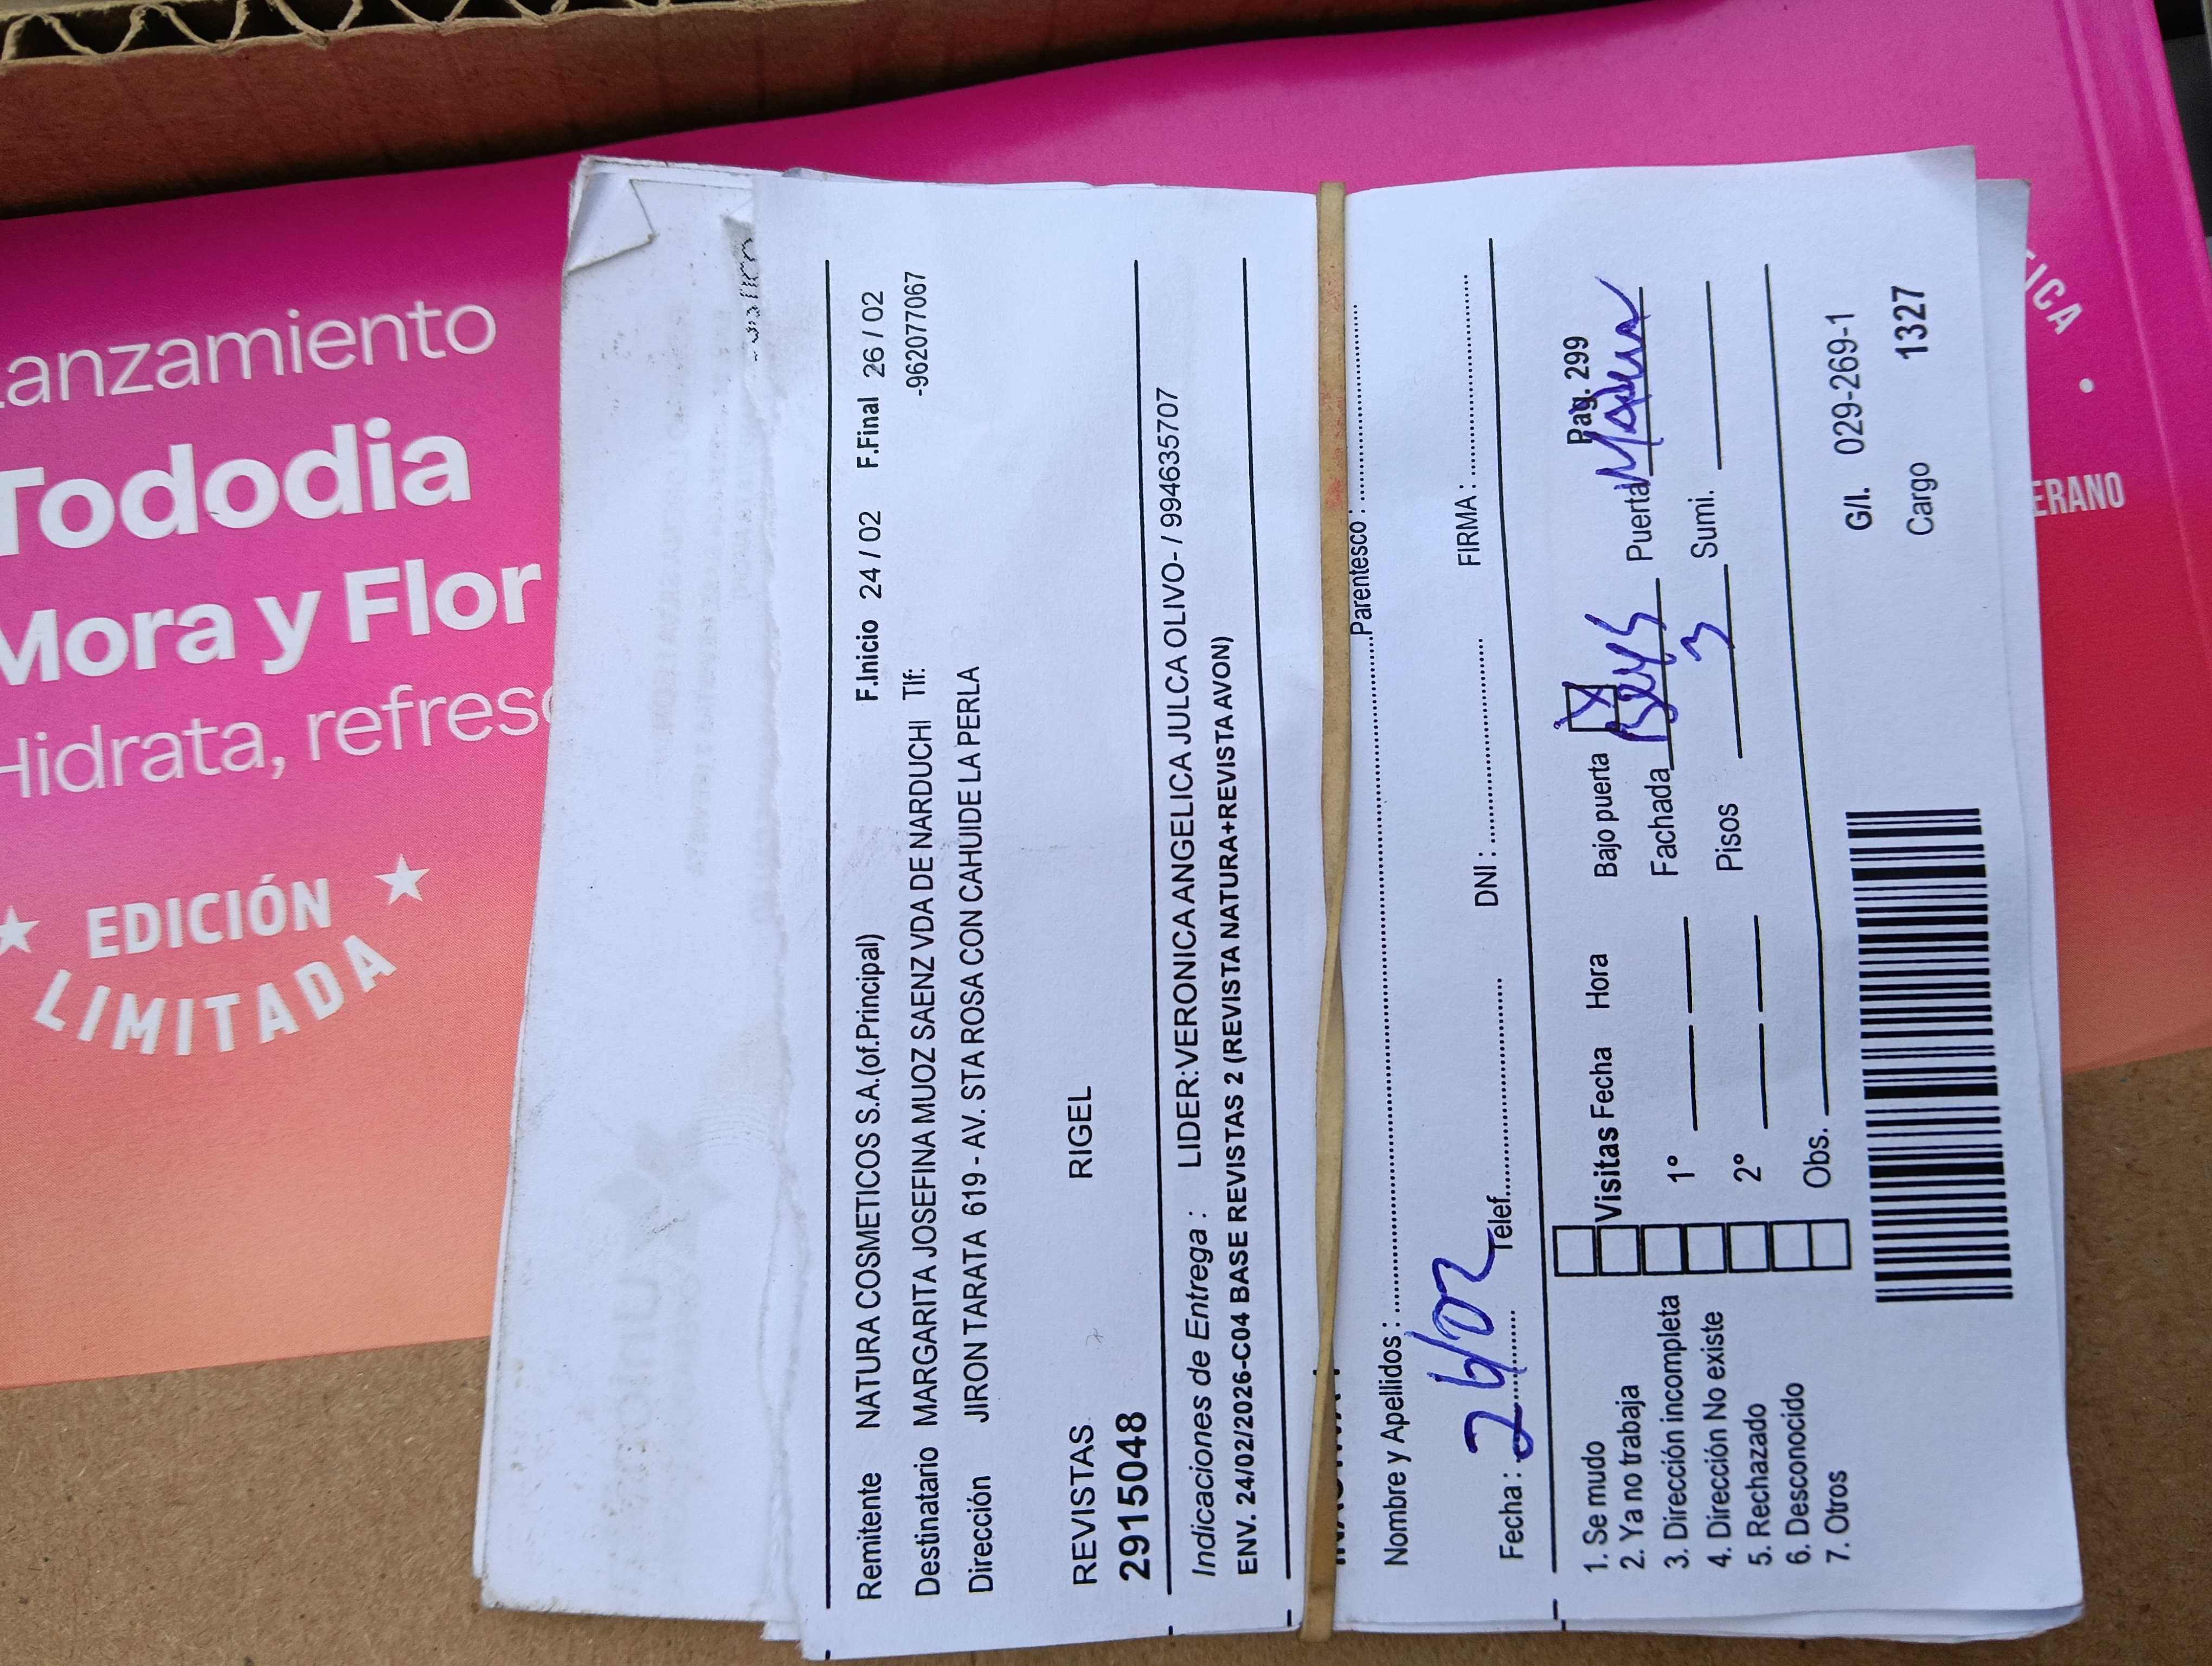 Lanzamiento
Tododia
Mora y Flor
Hidrata, refresc
EDICIÓN
LIMITADA
F.Inicio 24 / 02 F.Final 26 / 02
Remitente NATURA COSMETICOS S.A.(of.Principal)
Destinatario MARGARITA JOSEFINA MUOZ SAENZ VDA DE NARDUCHI Tlf: -962077067
Dirección JIRON TARATA 619 - AV. STA ROSA CON CAHUIDE LA PERLA
REVISTAS RIGEL
2915048
Indicaciones de Entrega : LIDER:VERONICA ANGELICA JULCA OLIVO- / 994635707
ENV. 24/02/2026-C04 BASE REVISTAS 2 (REVISTA NATURA+REVISTA AVON)
Nombre y Apellidos : Parentesco :
Fecha : 26/02 Télef. DNI : FIRMA :
Pag. 299
1. Se mudo
2. Ya no trabaja
3. Dirección incompleta
4. Dirección No existe
5. Rechazado
6. Desconocido
7. Otros
Visitas Fecha Hora
1°
2°
Obs.
Bajo puerta X
Fachada Puerta
Pisos 3 Sumi.
G/I. 029-269-1
Cargo 1327
ICA
ERANO